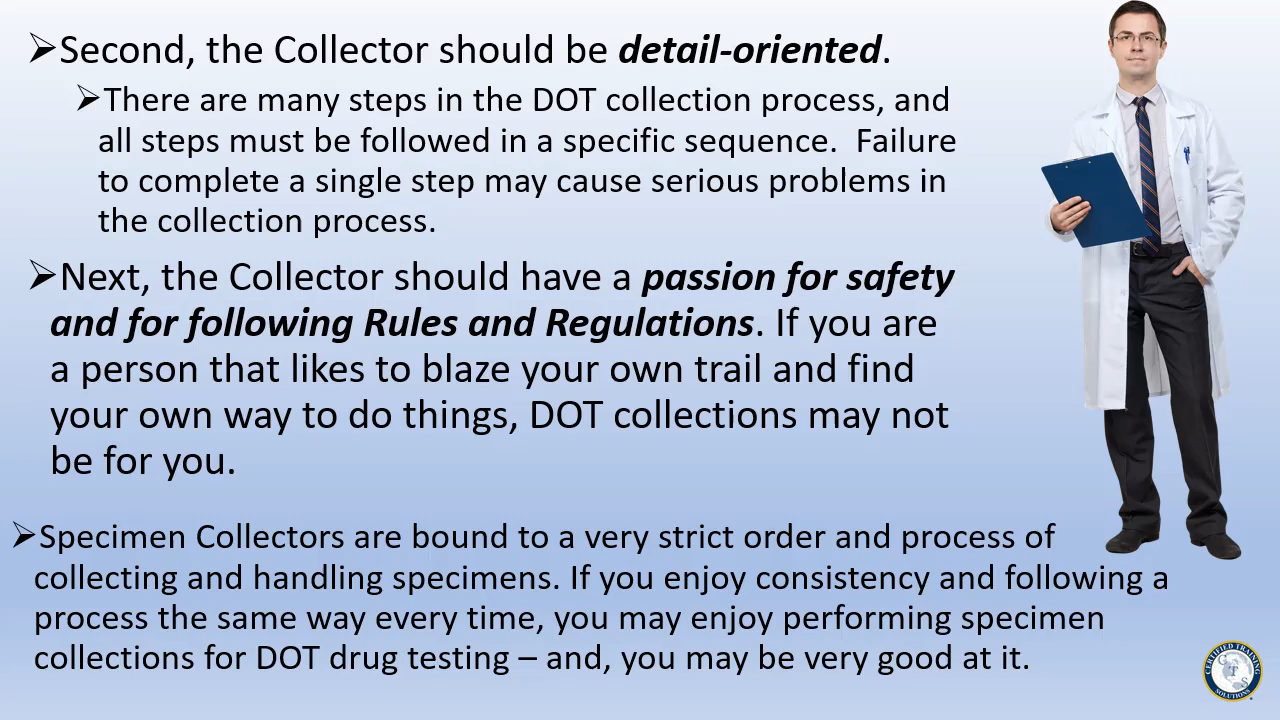 ➢Second, the Collector should be detail-oriented.
➢There are many steps in the DOT collection process, and
all steps must be followed in a specific sequence.  Failure
to complete a single step may cause serious problems in
the collection process.
➢Next, the Collector should have a passion for safety
and for following Rules and Regulations. If you are
a person that likes to blaze your own trail and find
your own way to do things, DOT collections may not
be for you.
➢Specimen Collectors are bound to a very strict order and process of
collecting and handling specimens. If you enjoy consistency and following a
process the same way every time, you may enjoy performing specimen
collections for DOT drug testing – and, you may be very good at it.
CERTIFIED TRAINING
CTS
SOLUTIONS